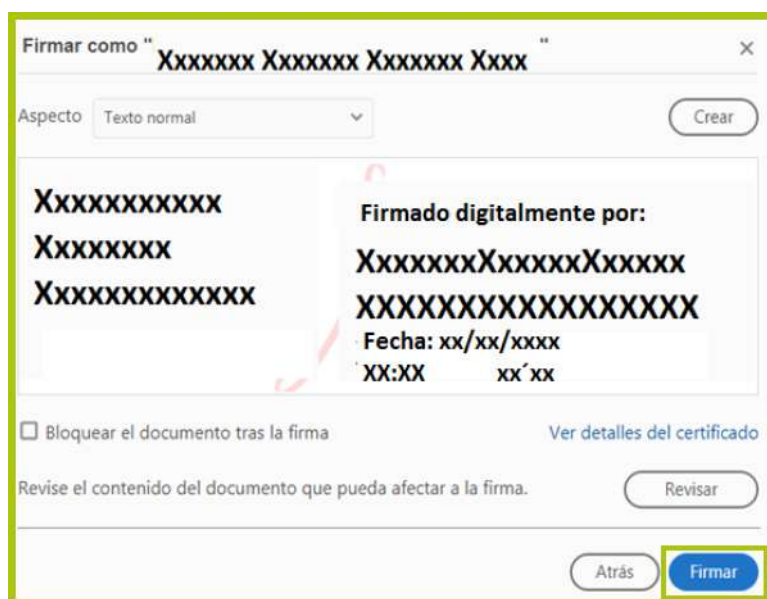 Firmar como " Xxxxxxx Xxxxxxx Xxxxxxx Xxxx "
Aspecto Texto normal Crear
Xxxxxxxxxxx
Xxxxxxxx
Xxxxxxxxxxxxx
Firmado digitalmente por:
XxxxxxxXxxxxxXxxxxx
XXXXXXXXXXXXXXXXX
Fecha: xx/xx/xxxx
XX:XX xx´xx
Bloquear el documento tras la firma Ver detalles del certificado
Revise el contenido del documento que pueda afectar a la firma. Revisar
Atrás Firmar